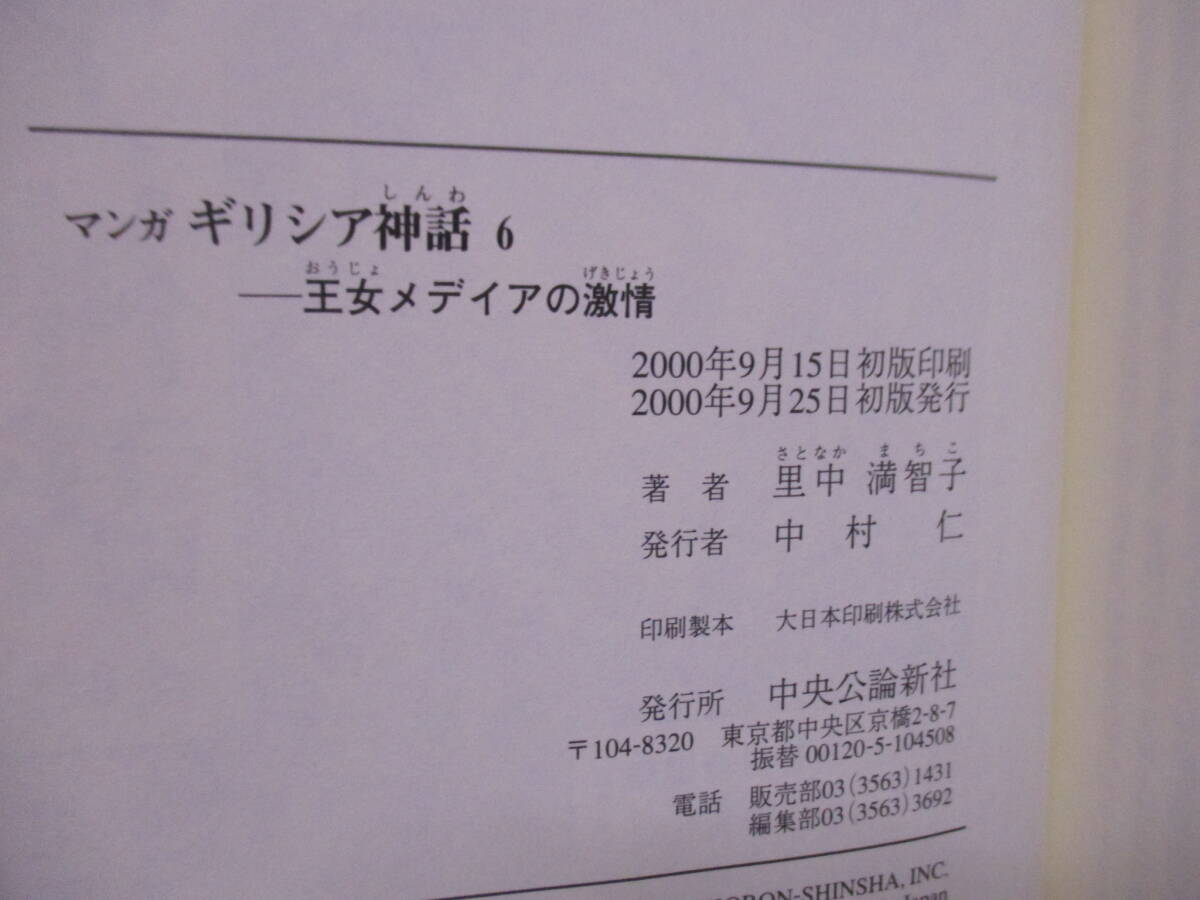 しんわ
マンガ ギリシア神話 6
おうじょ げきじょう
──王女メデイアの激情
2000年9月15日初版印刷
2000年9月25日初版発行
さとなか まちこ
著 者 里中 満智子
発行者 中 村 仁
印刷製本 大日本印刷株式会社
発行所 中央公論新社
〒104-8320 東京都中央区京橋2-8-7
振替 00120-5-104508
電話 販売部03(3563)1431
編集部03(3563)3692
SHINSHA, INC.
Japan